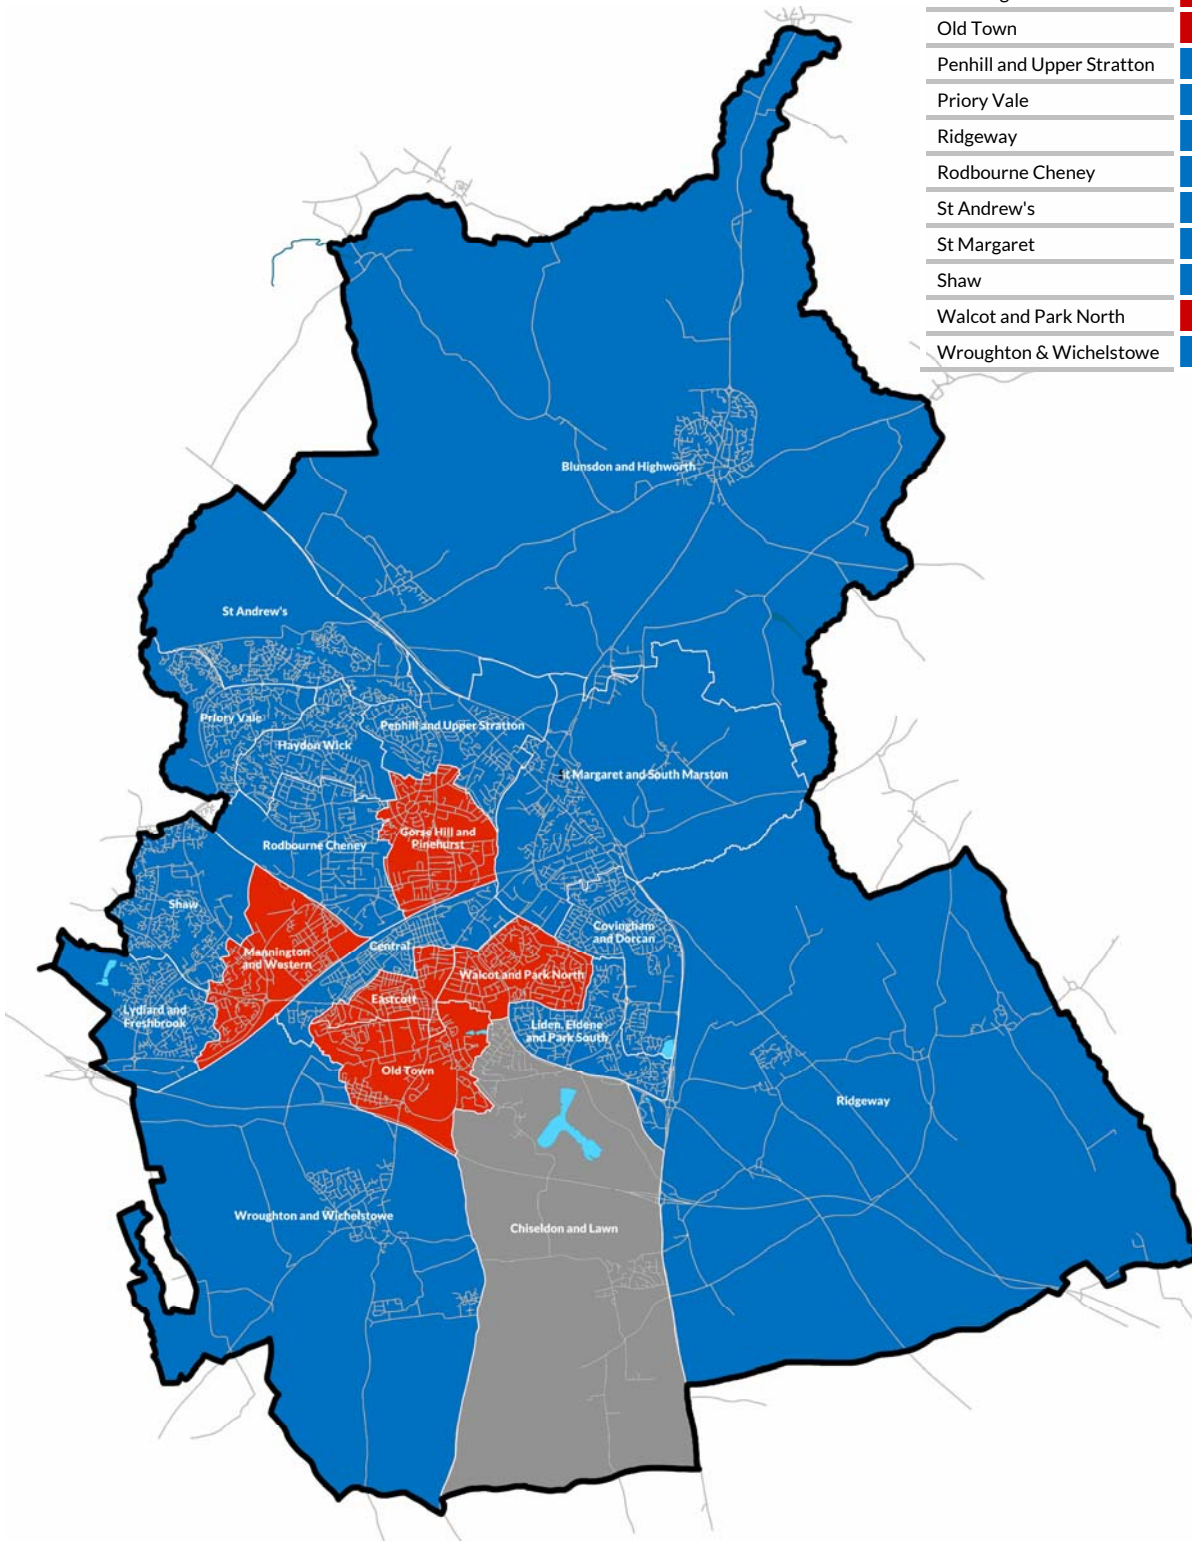 Old Town
Penhill and Upper Stratton
Priory Vale
Ridgeway
Rodbourne Cheney
St Andrew's
St Margaret
Shaw
Walcot and Park North
Wroughton & Wichelstowe
Blunsdon and Highworth
St Andrew's
Priory Vale
Penhill and Upper Stratton
Haydon Wick
St Margaret and South Marston
Gorse Hill and
Pinehurst
Rodbourne Cheney
Shaw
Covingham
and Dorcan
Central
Mannington
and Western
Walcot and Park North
Eastcott
Lydiard and
Freshbrook
Liden, Eldene
and Park South
Old Town
Ridgeway
Wroughton and Wichelstowe
Chiseldon and Lawn